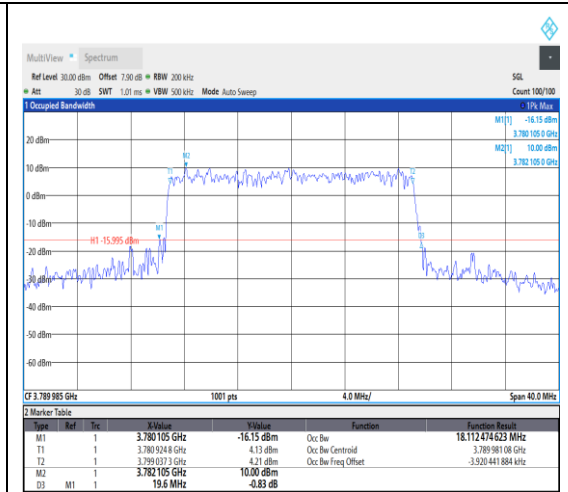 MultiView Spectrum
Ref Level 30.00 dBm Offset 7.90 dB RBW 200 kHz SGL
Att 30 dB SWT 1.01 ms VBW 500 kHz Mode Auto Sweep Count 100/100
1 Occupied Bandwidth 1Pk Max
M1[1] -16.15 dBm
3.780 105 0 GHz
M2[1] 10.00 dBm
3.782 105 0 GHz
20 dBm
M2
10 dBm
T1 T2
0 dBm
-10 dBm
M1
H1 -15.995 dBm
D3
-20 dBm
-30 dBm
-40 dBm
-50 dBm
-60 dBm
CF 3.789 985 GHz 1001 pts 4.0 MHz/ Span 40.0 MHz
2 Marker Table
Type Ref Trc X-Value Y-Value Function Function Result
M1 1 3.780 105 GHz -16.15 dBm Occ Bw 18.112 474 623 MHz
T1 1 3.780 924 8 GHz 4.13 dBm Occ Bw Centroid 3.789 981 08 GHz
T2 1 3.799 037 3 GHz 4.21 dBm Occ Bw Freq Offset -3.920 441 884 kHz
M2 1 3.782 105 GHz 10.00 dBm
D3 M1 1 19.6 MHz -0.83 dB